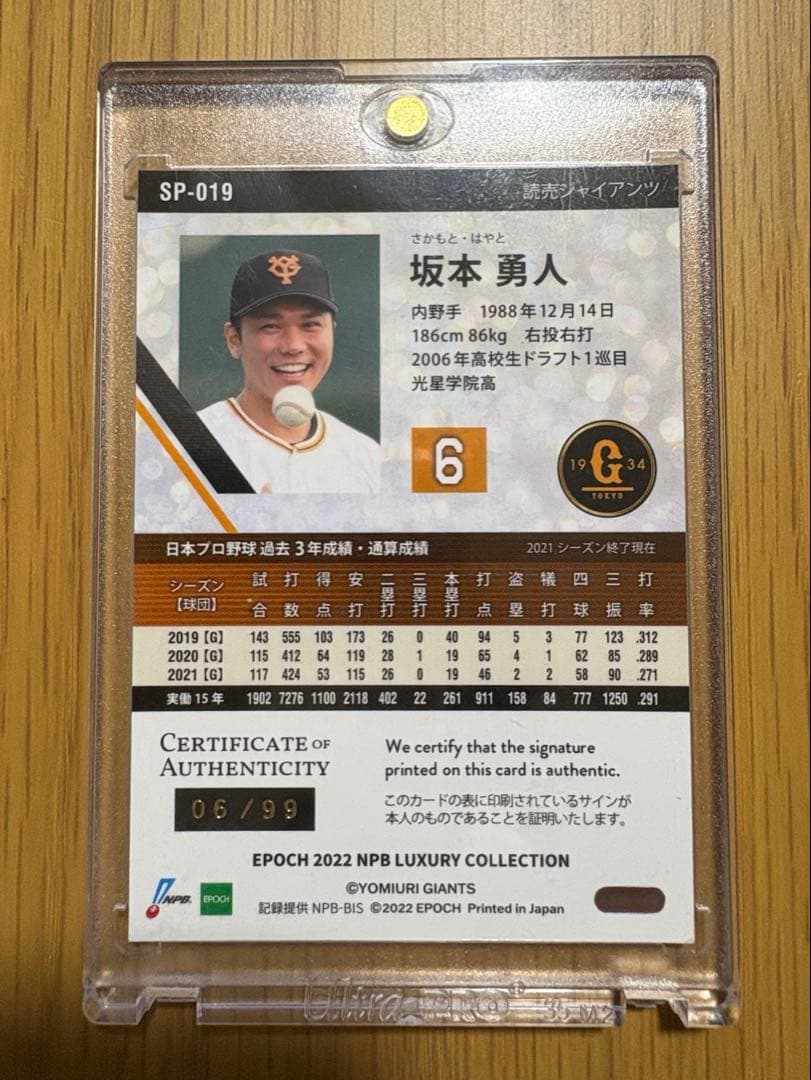 SP-019 読売ジャイアンツ
さかもと・はやと
坂本 勇人
内野手 1988年12月14日
186cm 86kg 右投右打
2006年高校生ドラフト1巡目
光星学院高
6
19 G 34
TOKYO
日本プロ野球 過去3年成績・通算成績 2021 シーズン終了現在
シーズン【球団】 試合 打数 得点 安打 二塁打 三塁打 本塁打 打点 盗塁 犠打 四球 三振 打率
2019【G】 143 555 103 173 26 0 40 94 5 3 77 123 .312
2020【G】 115 412 64 119 28 1 19 65 4 1 62 85 .289
2021【G】 117 424 53 115 26 0 19 46 2 2 58 90 .271
実働15年 1902 7276 1100 2118 402 22 261 911 158 84 777 1250 .291
CERTIFICATE OF
AUTHENTICITY
06/99
We certify that the signature
printed on this card is authentic.
このカードの表に印刷されているサインが
本人のものであることを証明いたします。
EPOCH 2022 NPB LUXURY COLLECTION
©YOMIURI GIANTS
NPB EPOCH 記録提供 NPB-BIS ©2022 EPOCH Printed in Japan
Ultra PRO®